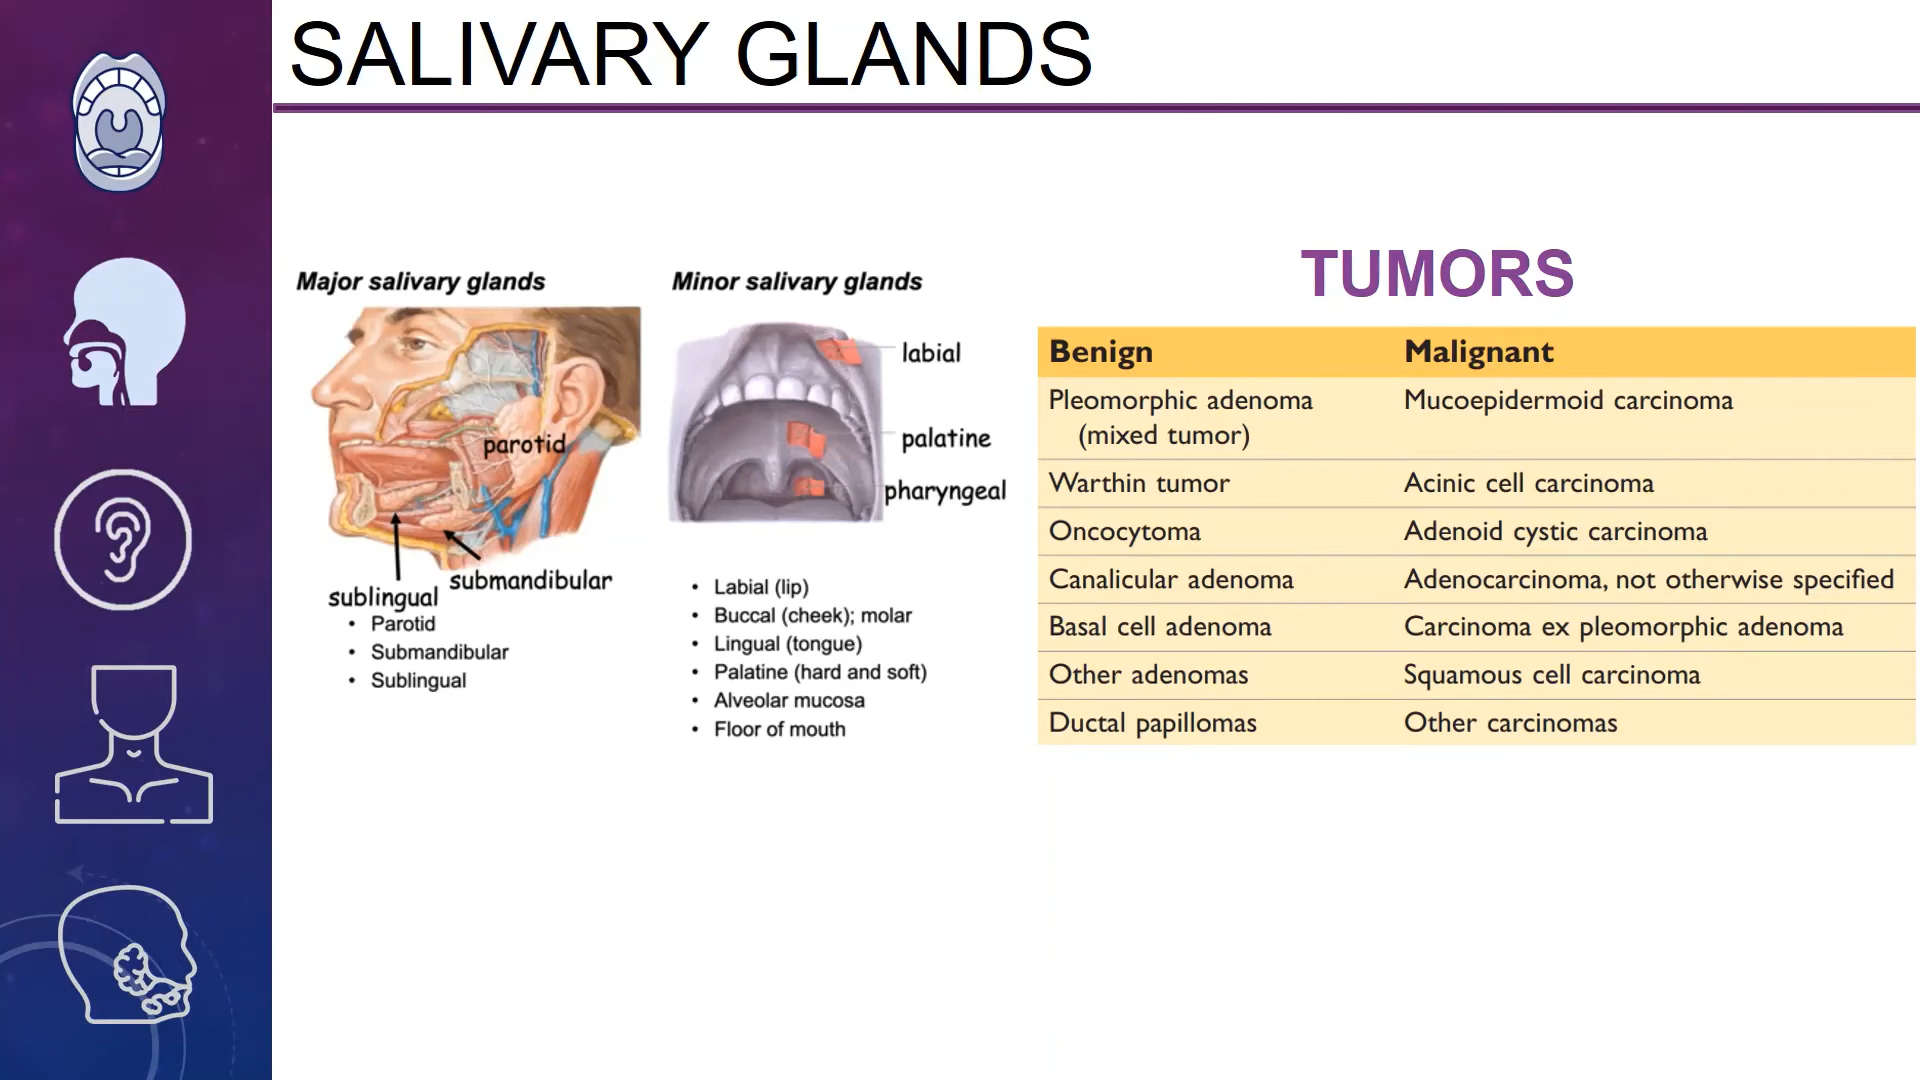 SALIVARY GLANDS
Major salivary glands
parotid
submandibular
sublingual
• Parotid
• Submandibular
• Sublingual
Minor salivary glands
labial
palatine
pharyngeal
• Labial (lip)
• Buccal (cheek); molar
• Lingual (tongue)
• Palatine (hard and soft)
• Alveolar mucosa
• Floor of mouth
TUMORS
Benign Malignant
Pleomorphic adenoma Mucoepidermoid carcinoma
(mixed tumor)
Warthin tumor Acinic cell carcinoma
Oncocytoma Adenoid cystic carcinoma
Canalicular adenoma Adenocarcinoma, not otherwise specified
Basal cell adenoma Carcinoma ex pleomorphic adenoma
Other adenomas Squamous cell carcinoma
Ductal papillomas Other carcinomas